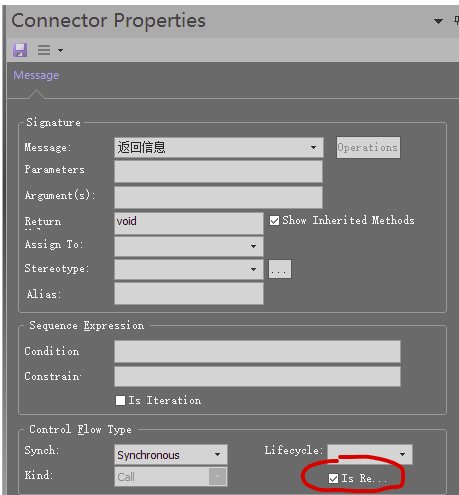 Connector Properties
Message
Signature
Message: 返回信息 Operations
Parameters
Argument(s):
Return void Show Inherited Methods
Assign To:
Stereotype: ...
Alias:
Sequence Expression
Condition
Constrain
Is Iteration
Control Flow Type
Synch: Synchronous Lifecycle:
Kind: Call Is Re...